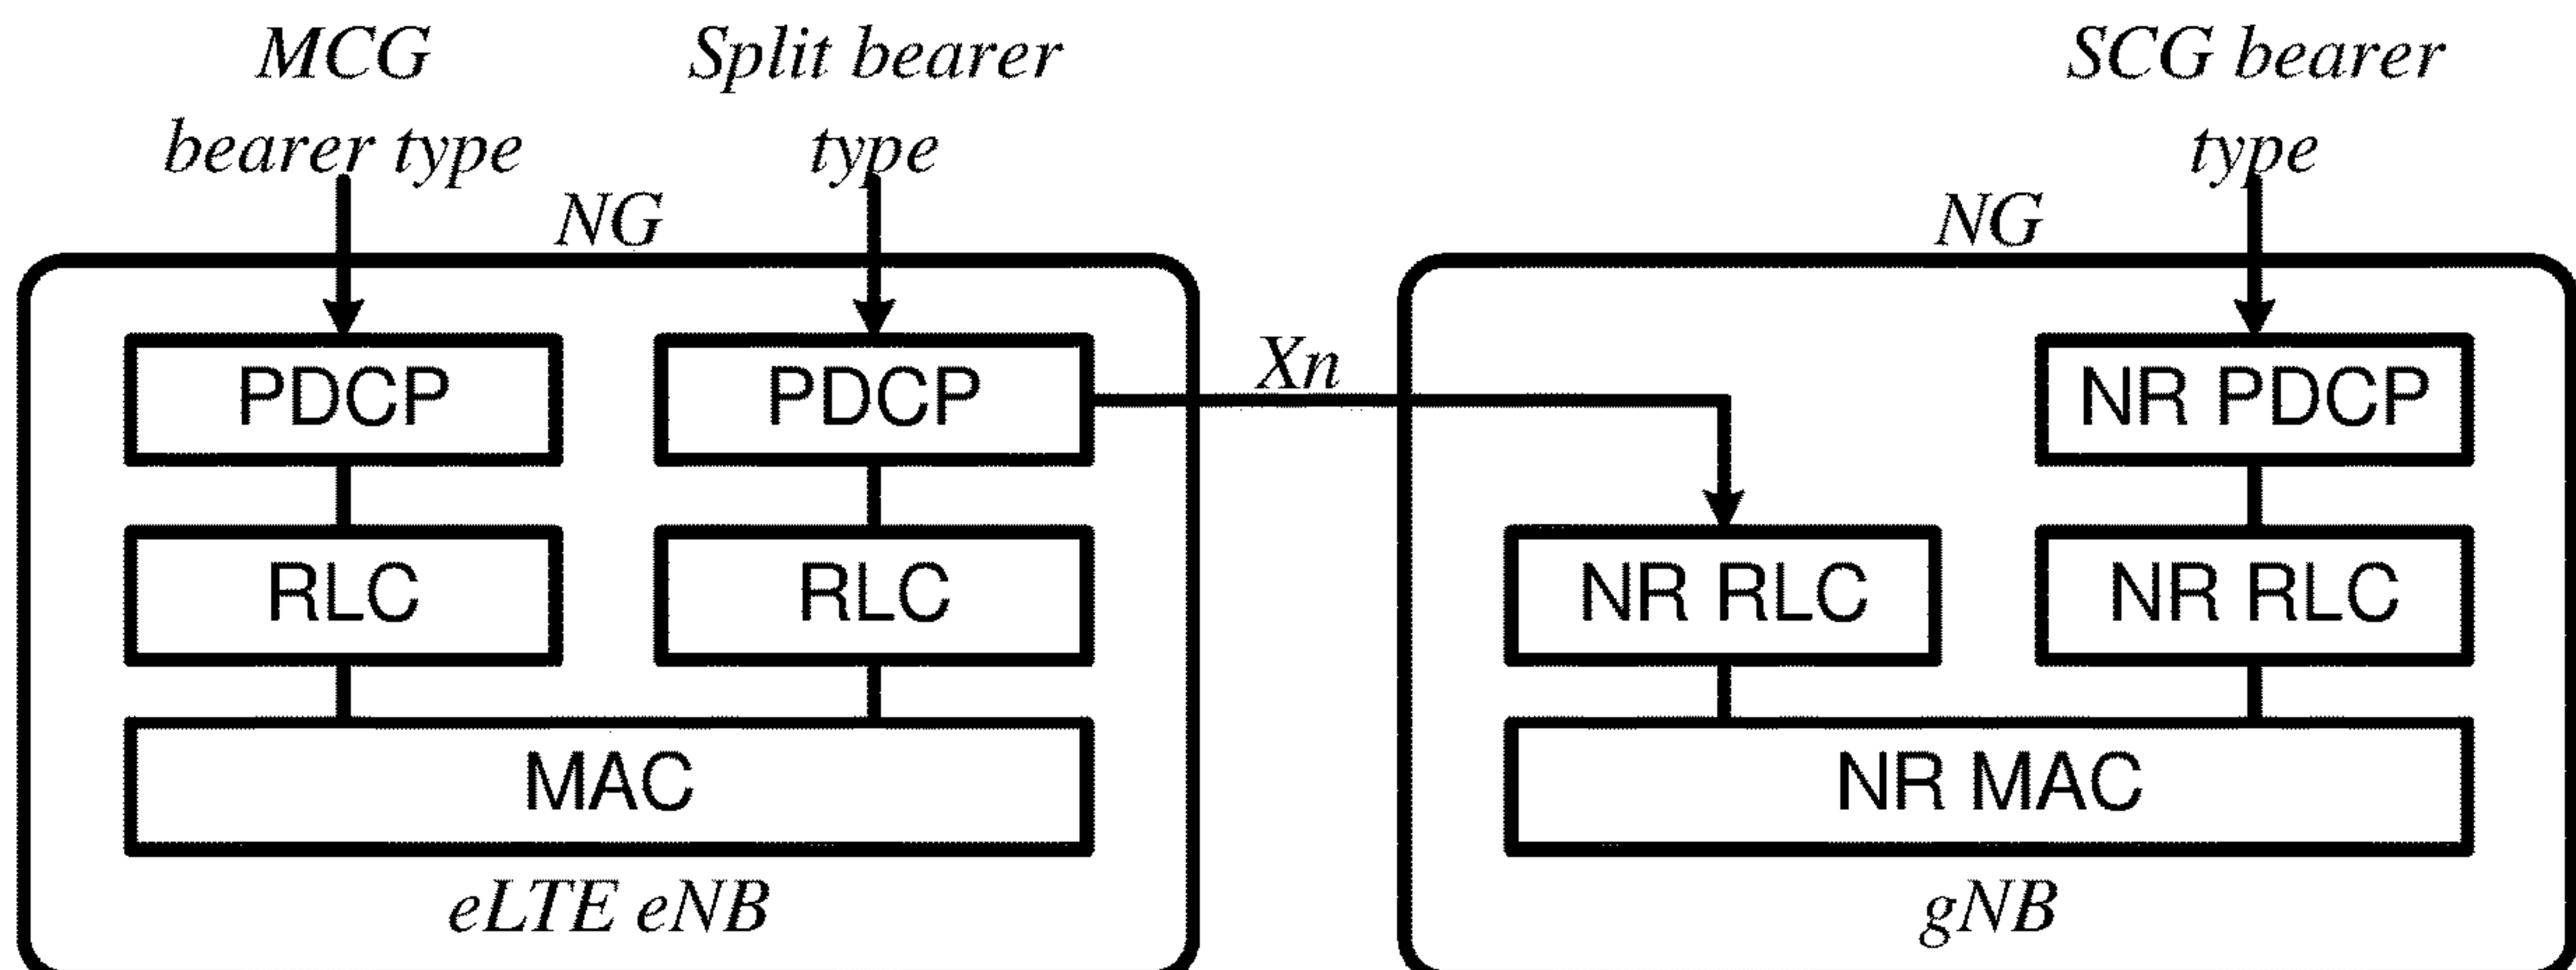 MCG
bearer type
Split bearer
type
SCG bearer
type
NG
NG
Xn
PDCP
PDCP
NR PDCP
RLC
RLC
NR RLC
NR RLC
MAC
NR MAC
eLTE eNB
gNB